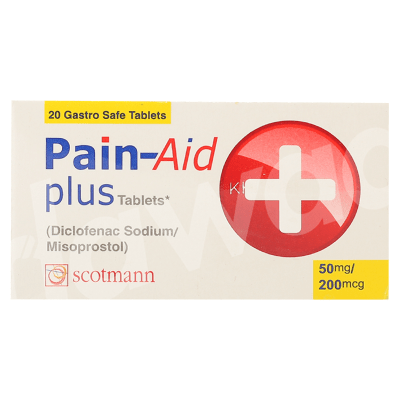 20 Gastro Safe Tablets
Pain-Aid
plus Tablets*
(Diclofenac Sodium/
Misoprostol)
scotmann
50mg/
200mcg